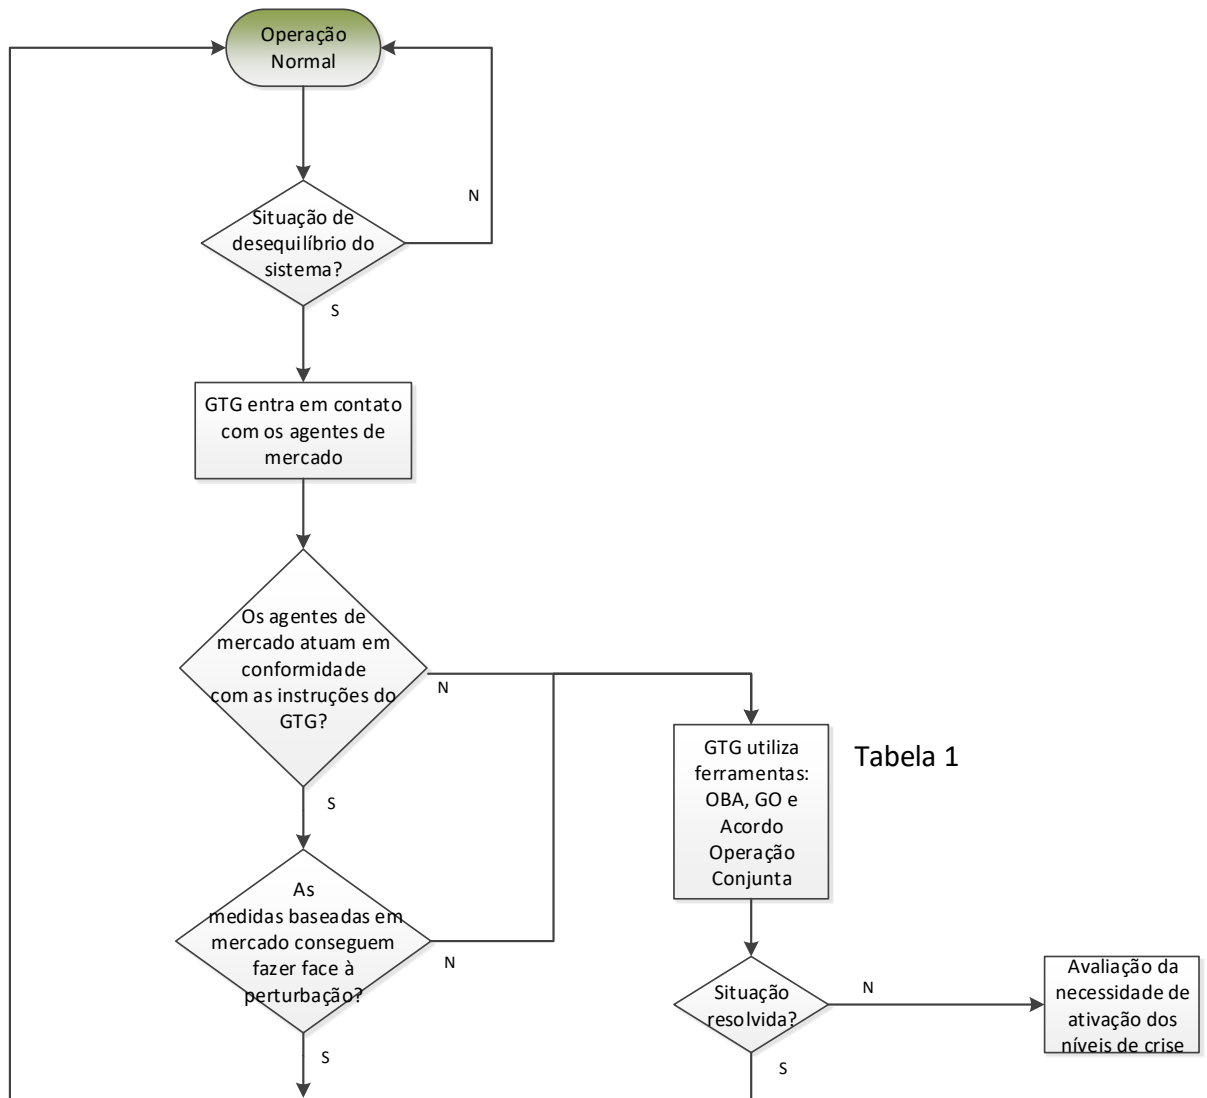 Operação
Normal
N
Situação de
desequilíbrio do
sistema?
S
GTG entra em contato
com os agentes de
mercado
Os agentes de
mercado atuam em
conformidade
com as instruções do
GTG?
N
S
GTG utiliza
ferramentas:
OBA, GO e
Acordo
Operação
Conjunta
Tabela 1
As
medidas baseadas em
mercado conseguem
fazer face à
perturbação?
N
S
Situação
resolvida?
N
S
Avaliação da
necessidade de
ativação dos
níveis de crise